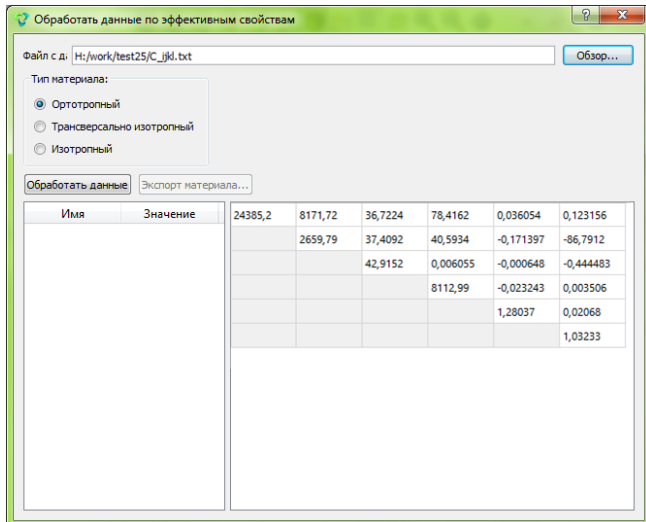 Обработать данные по эффективным свойствам
? X
Файл с д: H:/work/test25/C_ijkl.txt Обзор...
Тип материала:
Ортотропный
Трансверсально изотропный
Изотропный
Обработать данные Экспорт материала...
Имя Значение
24385,2 8171,72 36,7224 78,4162 0,036054 0,123156
2659,79 37,4092 40,5934 -0,171397 -86,7912
42,9152 0,006055 -0,000648 -0,444483
8112,99 -0,023243 0,003506
1,28037 0,02068
1,03233